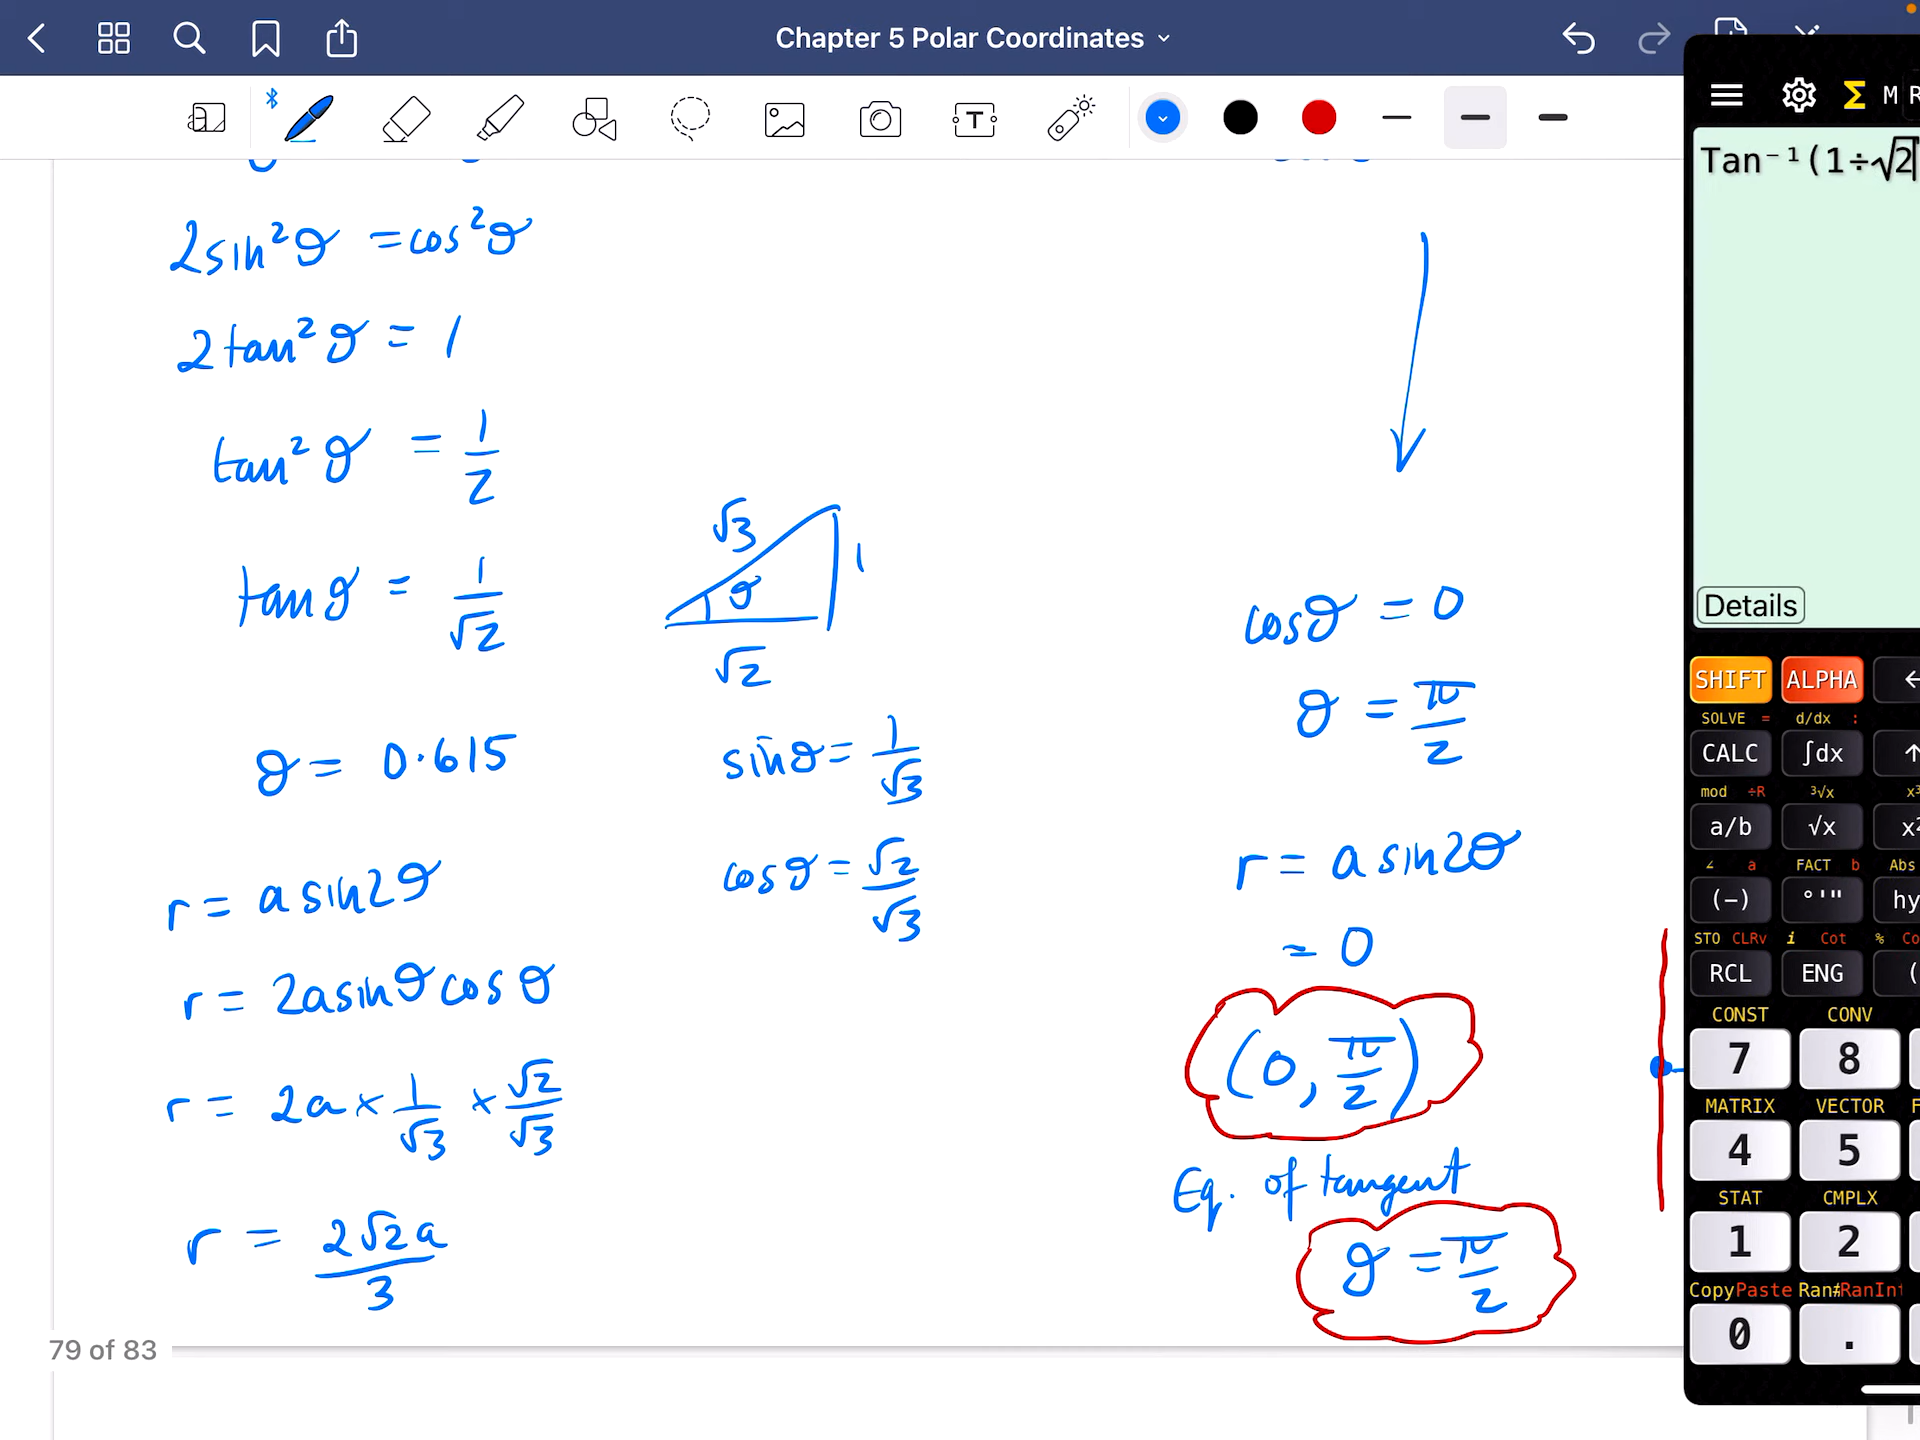 Chapter 5 Polar Coordinates
2sin²θ = cos²θ
2tan²θ = 1
tan²θ = 1/2
tanθ = 1/√2
√3
θ
1
√2
θ = 0.615
sinθ = 1/√3
cosθ = √2/√3
r = a sin2θ
r = 2a sinθ cosθ
r = 2a × 1/√3 × √2/√3
r = 2√2a/3
cosθ = 0
θ = π/2
r = a sin2θ
= 0
(0, π/2)
Eq. of tangent
θ = π/2
79 of 83
Σ M
Tan⁻¹(1÷√2
Details
SHIFT ALPHA ←
SOLVE = d/dx :
CALC ∫dx ↑
mod ÷R ³√x
a/b √x
∠ a FACT b Abs
(−) °'"
STO CLRv i Cot %
RCL ENG (
CONST CONV
7 8
MATRIX VECTOR
4 5
STAT CMPLX
1 2
Copy Paste Ran# RanInt
0 .